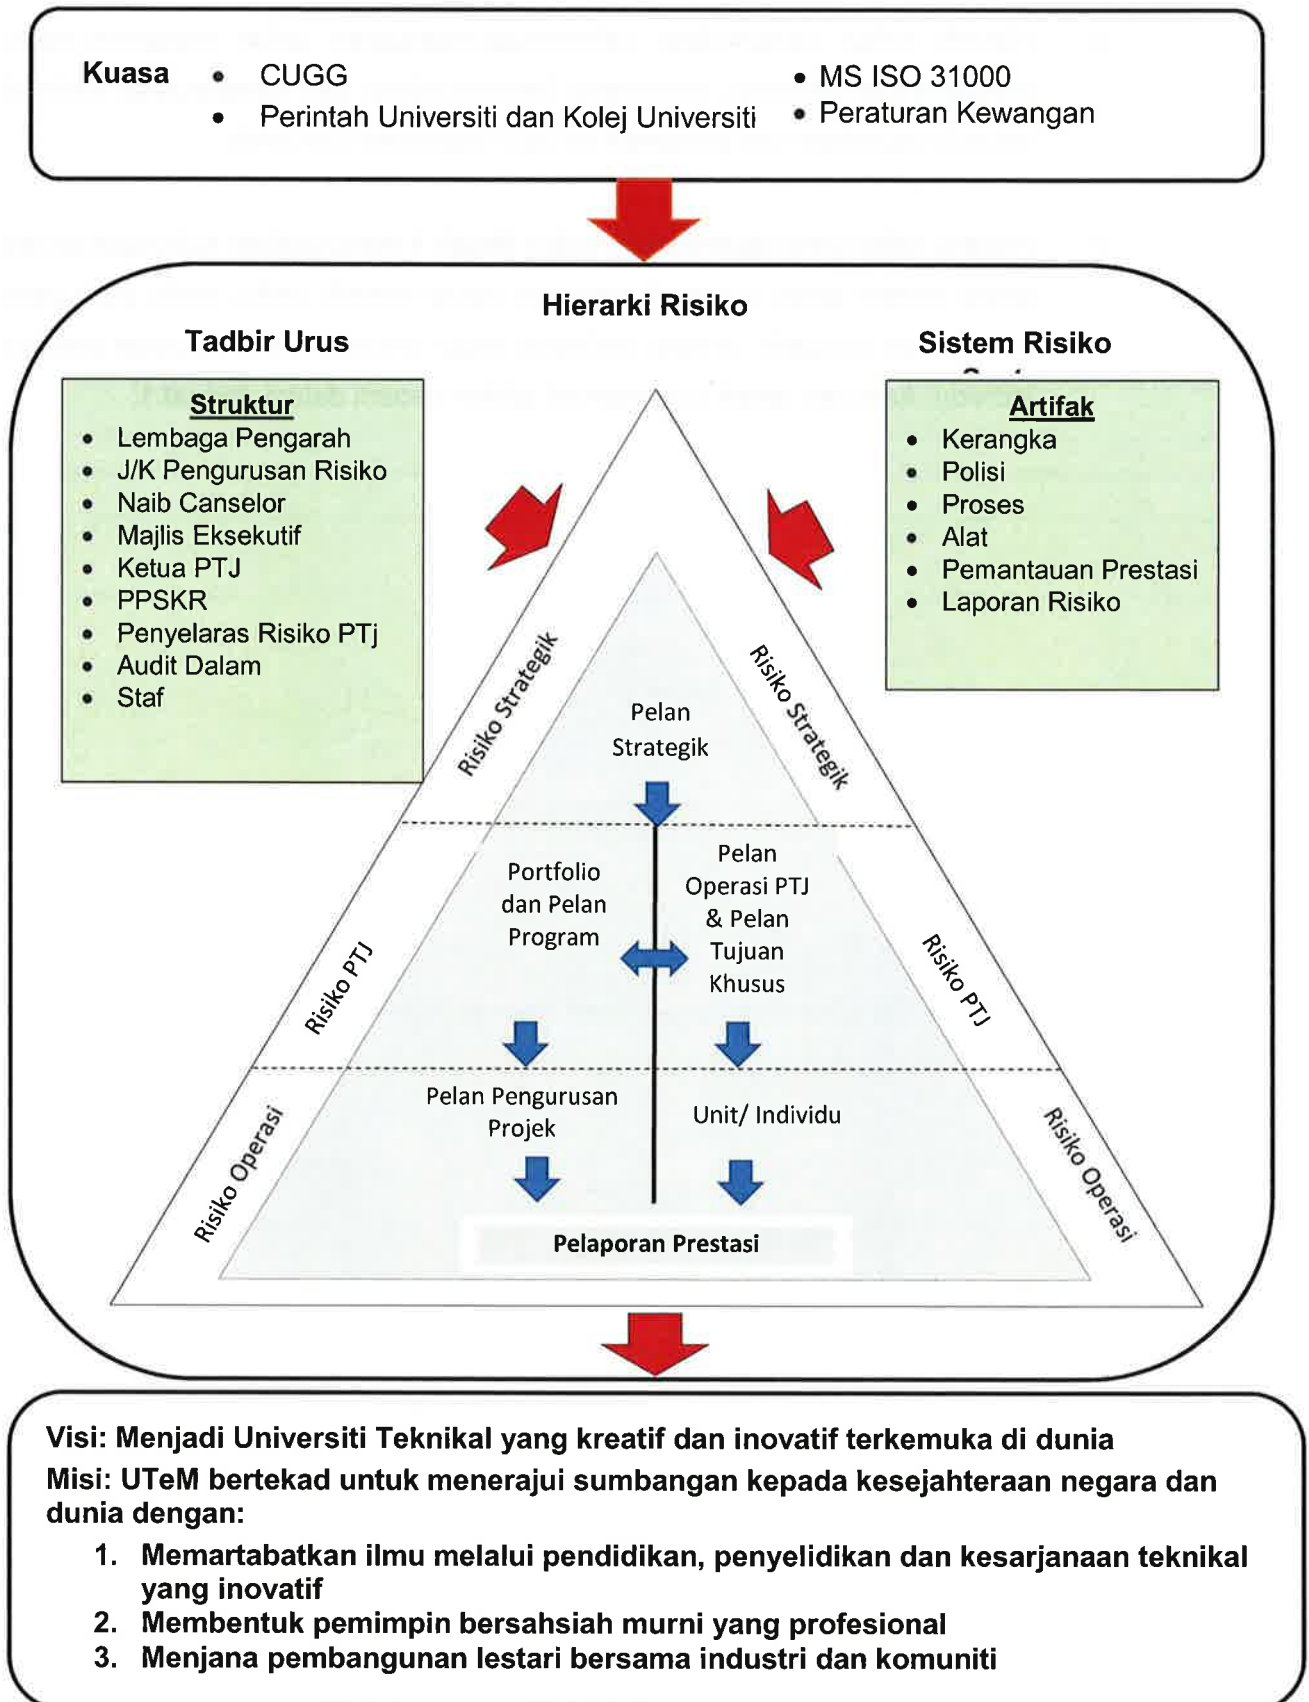 Kuasa
• CUGG
• Perintah Universiti dan Kolej Universiti
• MS ISO 31000
• Peraturan Kewangan
Hierarki Risiko
Tadbir Urus
Sistem Risiko
Struktur
• Lembaga Pengarah
• J/K Pengurusan Risiko
• Naib Canselor
• Majlis Eksekutif
• Ketua PTJ
• PPSKR
• Penyelaras Risiko PTj
• Audit Dalam
• Staf
Artifak
• Kerangka
• Polisi
• Proses
• Alat
• Pemantauan Prestasi
• Laporan Risiko
Risiko Strategik
Risiko Strategik
Pelan
Strategik
Portfolio
dan Pelan
Program
Pelan
Operasi PTJ
& Pelan
Tujuan
Khusus
Risiko PTJ
Risiko PTJ
Pelan Pengurusan
Projek
Unit/ Individu
Risiko Operasi
Risiko Operasi
Pelaporan Prestasi
Visi: Menjadi Universiti Teknikal yang kreatif dan inovatif terkemuka di dunia
Misi: UTeM bertekad untuk menerajui sumbangan kepada kesejahteraan negara dan
dunia dengan:
1. Memartabatkan ilmu melalui pendidikan, penyelidikan dan kesarjanaan teknikal
yang inovatif
2. Membentuk pemimpin bersahsiah murni yang profesional
3. Menjana pembangunan lestari bersama industri dan komuniti